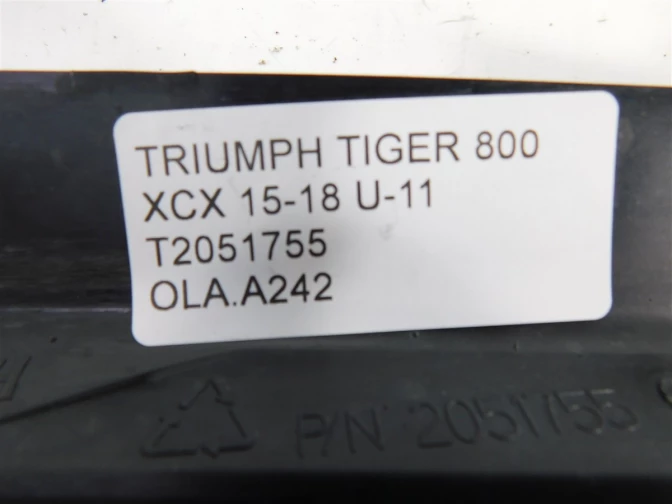 TRIUMPH TIGER 800
XCX 15-18 U-11
T2051755
OLA.A242
P/N 2051755